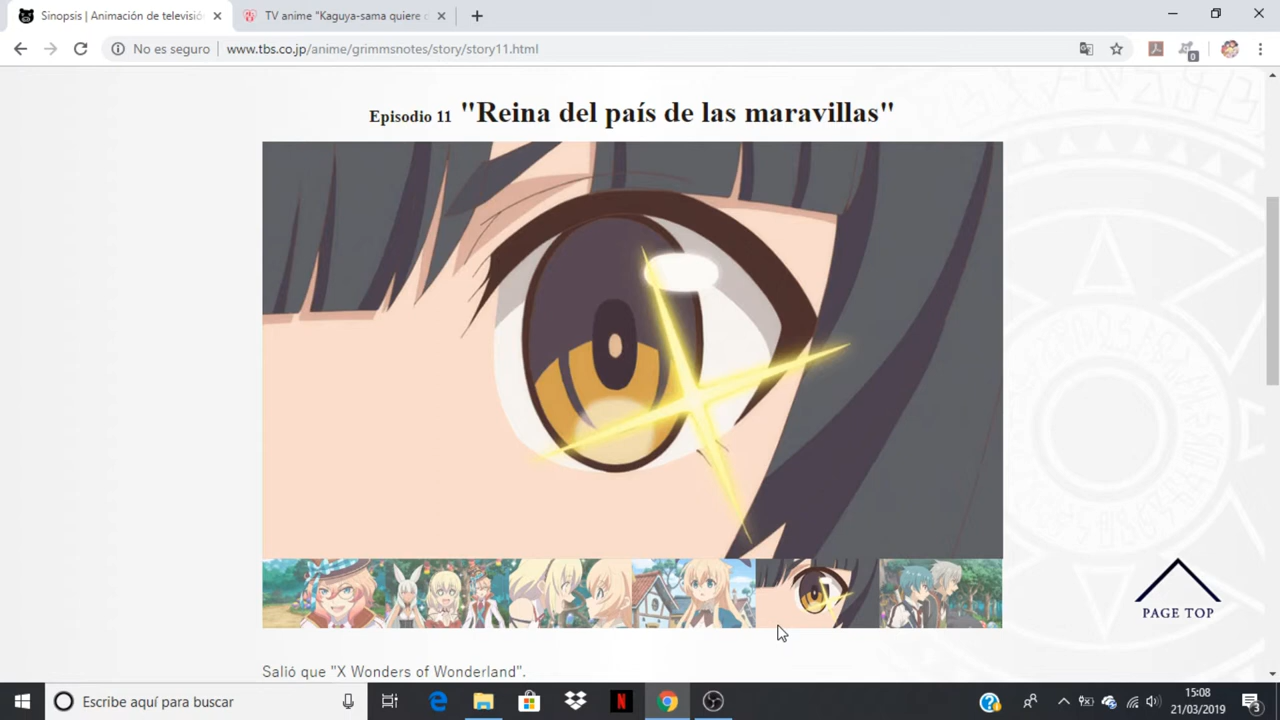 Sinopsis | Animación de televisió
TV anime "Kaguya-sama quiere
No es seguro
www.tbs.co.jp/anime/grimmsnotes/story/story11.html
0
Episodio 11 "Reina del país de las maravillas"
PAGE TOP
Salió que "X Wonders of Wonderland".
Escribe aquí para buscar
15:08
21/03/2019
3